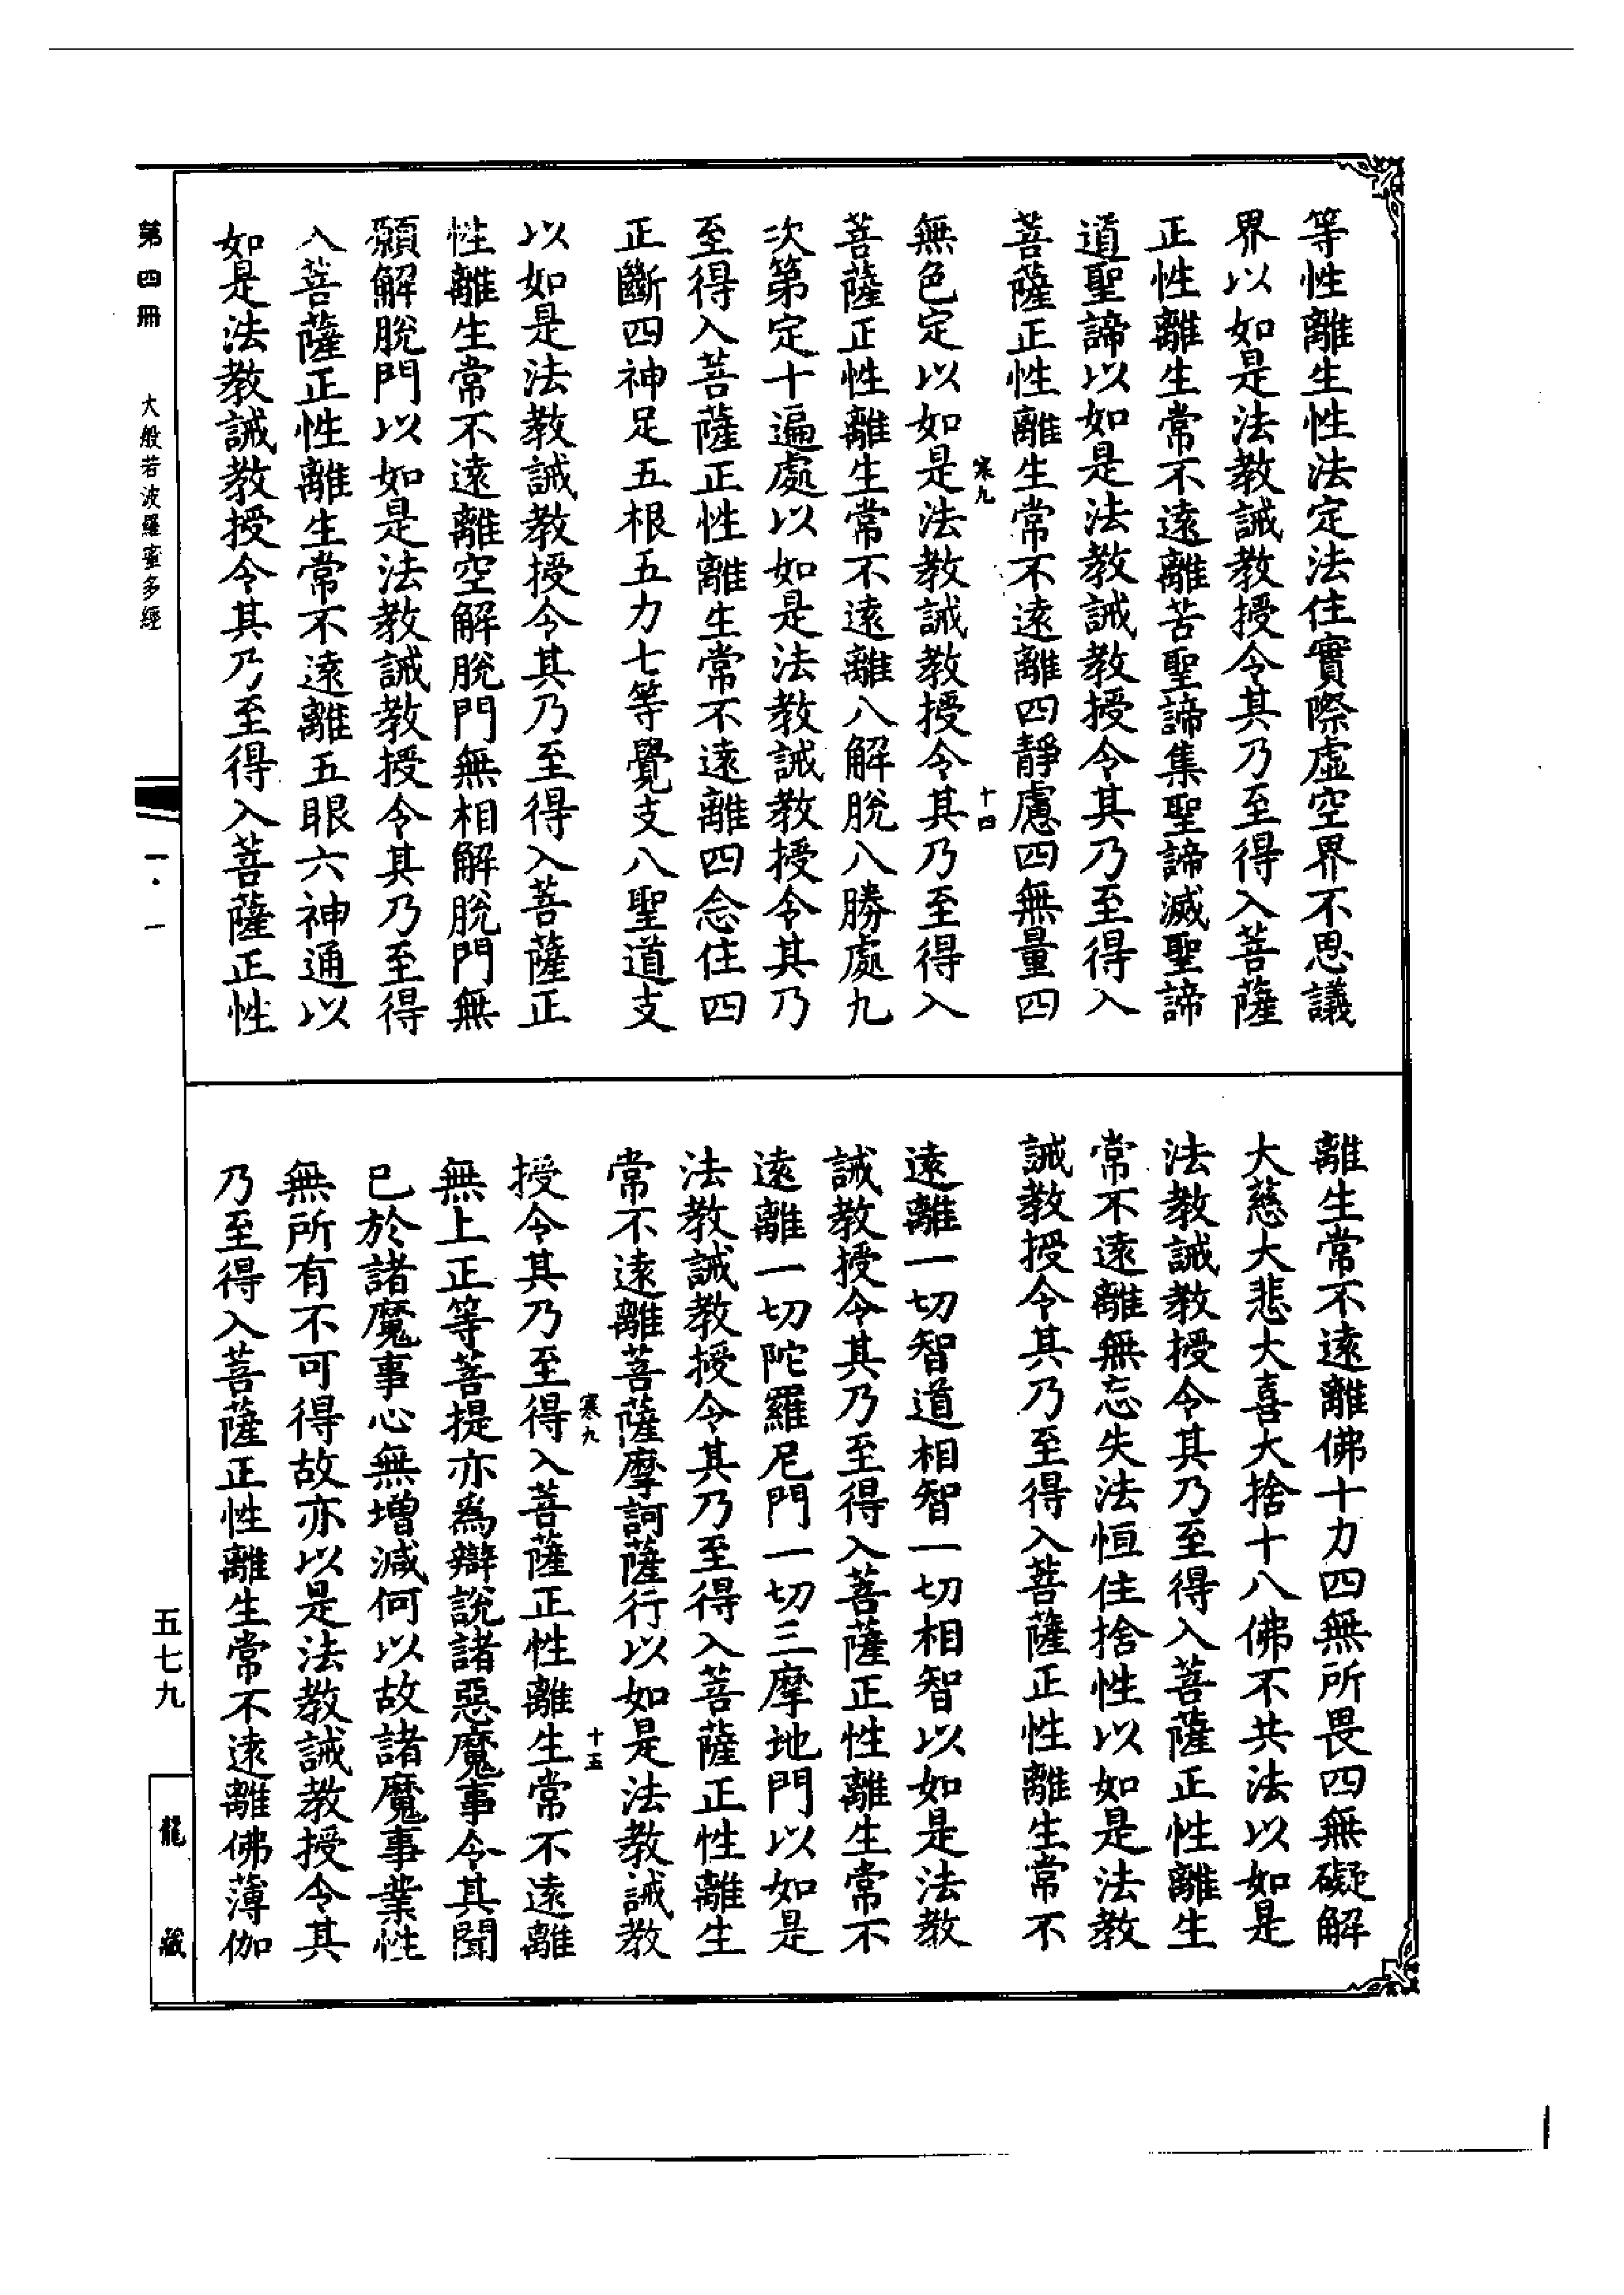 等性離生性法定法住實際虛空界不思議
界以如是法教誡教授令其乃至得入菩薩
正性離生常不遠離苦聖諦集聖諦滅聖諦
道聖諦以如是法教誡教授令其乃至得入
菩薩正性離生常不遠離四靜慮四無量四
寒九
十四
無色定以如是法教誡教授令其乃至得入
菩薩正性離生常不遠離八解脫八勝處九
次第定十遍處以如是法教誡教授令其乃
至得入菩薩正性離生常不遠離四念住四
正斷四神足五根五力七等覺支八聖道支
以如是法教誡教授令其乃至得入菩薩正
性離生常不遠離空解脫門無相解脫門無
願解脫門以如是法教誡教授令其乃至得
入菩薩正性離生常不遠離五眼六神通以
如是法教誡教授令其乃至得入菩薩正性
離生常不遠離佛十力四無所畏四無礙解
大慈大悲大喜大捨十八佛不共法以如是
法教誡教授令其乃至得入菩薩正性離生
常不遠離無忘失法恒住捨性以如是法教
誡教授令其乃至得入菩薩正性離生常不
遠離一切智道相智一切相智以如是法教
誡教授令其乃至得入菩薩正性離生常不
遠離一切陀羅尼門一切三摩地門以如是
法教誡教授令其乃至得入菩薩正性離生
常不遠離菩薩摩訶薩行以如是法教誡教
寒九
十五
授令其乃至得入菩薩正性離生常不遠離
無上正等菩提亦為辯說諸惡魔事令其聞
已於諸魔事心無增減何以故諸魔事業性
無所有不可得故亦以是法教誡教授令其
乃至得入菩薩正性離生常不遠離佛薄伽
第四冊
大般若波羅蜜多經
一·一
五七九
龍藏